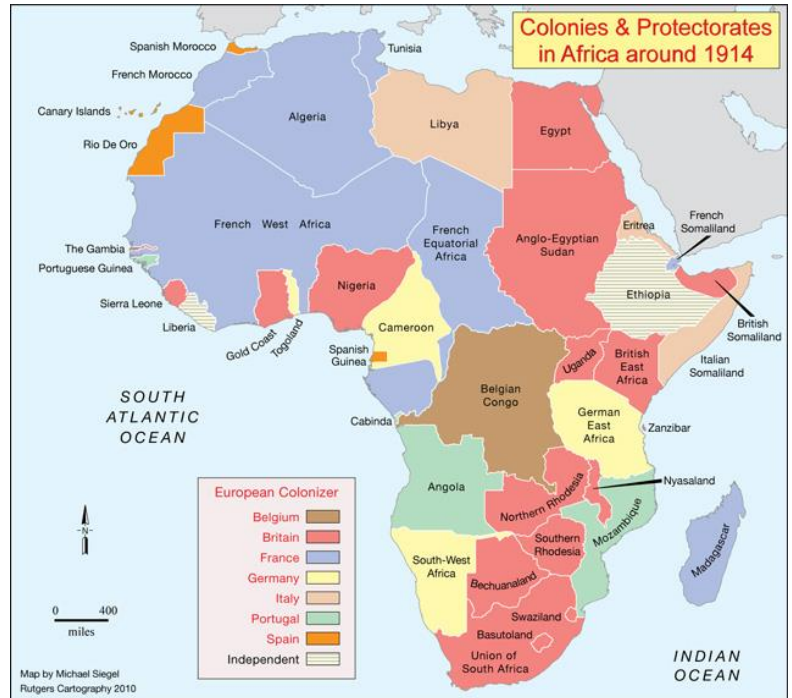 Colonies & Protectorates
in Africa around 1914
Spanish Morocco
Tunisia
French Morocco
Canary Islands
Algeria
Libya
Egypt
Rio De Oro
French West Africa
French
Equatorial
Africa
Anglo-Egyptian
Sudan
Eritrea
French
Somaliland
The Gambia
Portuguese Guinea
Nigeria
Ethiopia
Sierra Leone
Liberia
Gold Coast
Togoland
Cameroon
British
Somaliland
Spanish
Guinea
Uganda
British
East
Africa
Italian
Somaliland
SOUTH
ATLANTIC
OCEAN
Belgian
Congo
Cabinda
German
East
Africa
Zanzibar
Angola
Northern Rhodesia
Nyasaland
Mozambique
Madagascar
South-West
Africa
Southern
Rhodesia
Bechuanaland
Swaziland
Basutoland
Union of
South Africa
INDIAN
OCEAN
European Colonizer
Belgium
Britain
France
Germany
Italy
Portugal
Spain
Independent
N
0 400
miles
Map by Michael Siegel
Rutgers Cartography 2010